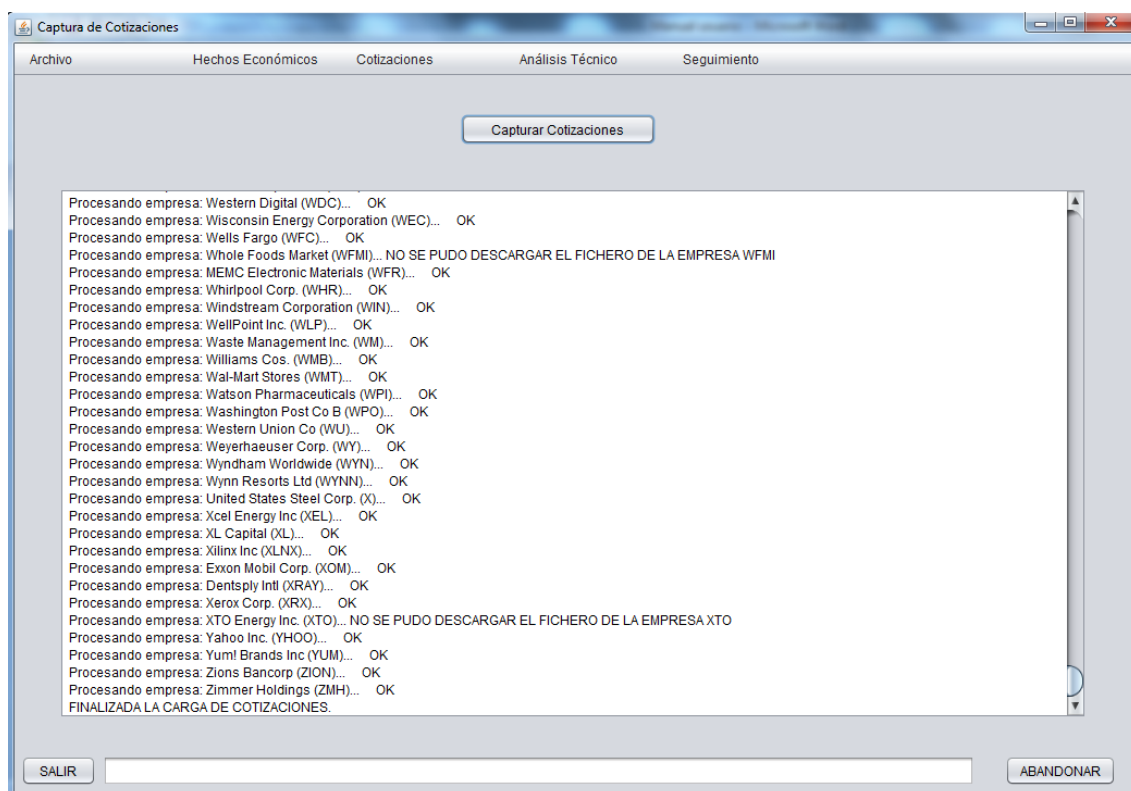 Captura de Cotizaciones
Archivo Hechos Económicos Cotizaciones Análisis Técnico Seguimiento
Capturar Cotizaciones
Procesando empresa: Western Digital (WDC)... OK
Procesando empresa: Wisconsin Energy Corporation (WEC)... OK
Procesando empresa: Wells Fargo (WFC)... OK
Procesando empresa: Whole Foods Market (WFMI)... NO SE PUDO DESCARGAR EL FICHERO DE LA EMPRESA WFMI
Procesando empresa: MEMC Electronic Materials (WFR)... OK
Procesando empresa: Whirlpool Corp. (WHR)... OK
Procesando empresa: Windstream Corporation (WIN)... OK
Procesando empresa: WellPoint Inc. (WLP)... OK
Procesando empresa: Waste Management Inc. (WM)... OK
Procesando empresa: Williams Cos. (WMB)... OK
Procesando empresa: Wal-Mart Stores (WMT)... OK
Procesando empresa: Watson Pharmaceuticals (WPI)... OK
Procesando empresa: Washington Post Co B (WPO)... OK
Procesando empresa: Western Union Co (WU)... OK
Procesando empresa: Weyerhaeuser Corp. (WY)... OK
Procesando empresa: Wyndham Worldwide (WYN)... OK
Procesando empresa: Wynn Resorts Ltd (WYNN)... OK
Procesando empresa: United States Steel Corp. (X)... OK
Procesando empresa: Xcel Energy Inc (XEL)... OK
Procesando empresa: XL Capital (XL)... OK
Procesando empresa: Xilinx Inc (XLNX)... OK
Procesando empresa: Exxon Mobil Corp. (XOM)... OK
Procesando empresa: Dentsply Intl (XRAY)... OK
Procesando empresa: Xerox Corp. (XRX)... OK
Procesando empresa: XTO Energy Inc. (XTO)... NO SE PUDO DESCARGAR EL FICHERO DE LA EMPRESA XTO
Procesando empresa: Yahoo Inc. (YHOO)... OK
Procesando empresa: Yum! Brands Inc (YUM)... OK
Procesando empresa: Zions Bancorp (ZION)... OK
Procesando empresa: Zimmer Holdings (ZMH)... OK
FINALIZADA LA CARGA DE COTIZACIONES.
SALIR ABANDONAR